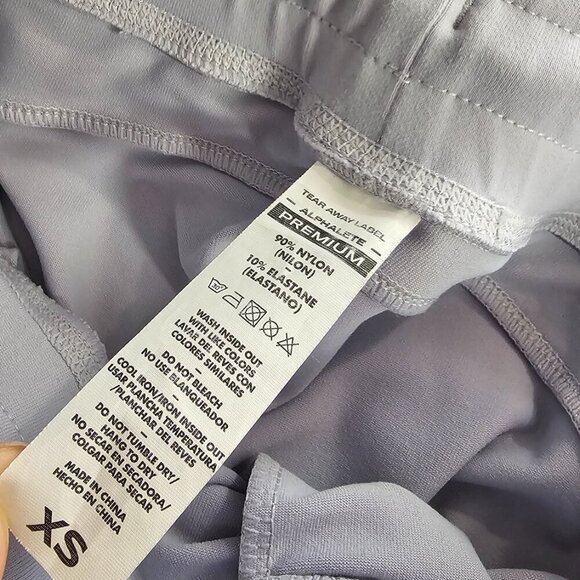 TEAR AWAY LABEL
ALPHALETE
PREMIUM
90% NYLON
(NILON)
–
10% ELASTANE
(ELASTANO)
30°
WASH INSIDE OUT
WITH LIKE COLORS
LAVAR DEL REVES CON
COLORES SIMILARES
–
DO NOT BLEACH
NO USE BLANQUEADOR
–
COOL IRON/IRON INSIDE OUT
USAR PLANCHA TEMPERATURA
/PLANCHAR DEL REVES
–
DO NOT TUMBLE DRY/
HANG TO DRY
NO SECAR EN SECADORA/
COLGAR PARA SECAR
–
MADE IN CHINA
HECHO EN CHINA
XS